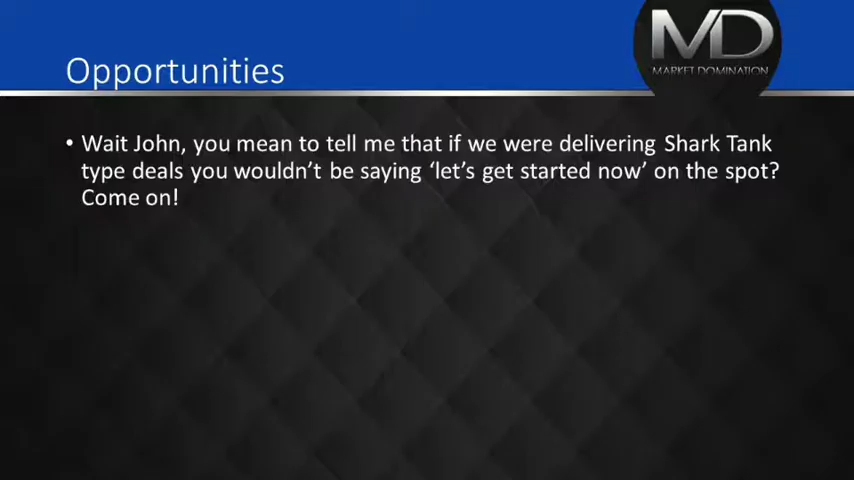 MD
MARKET DOMINATION
Opportunities
• Wait John, you mean to tell me that if we were delivering Shark Tank
type deals you wouldn’t be saying ‘let’s get started now’ on the spot?
Come on!